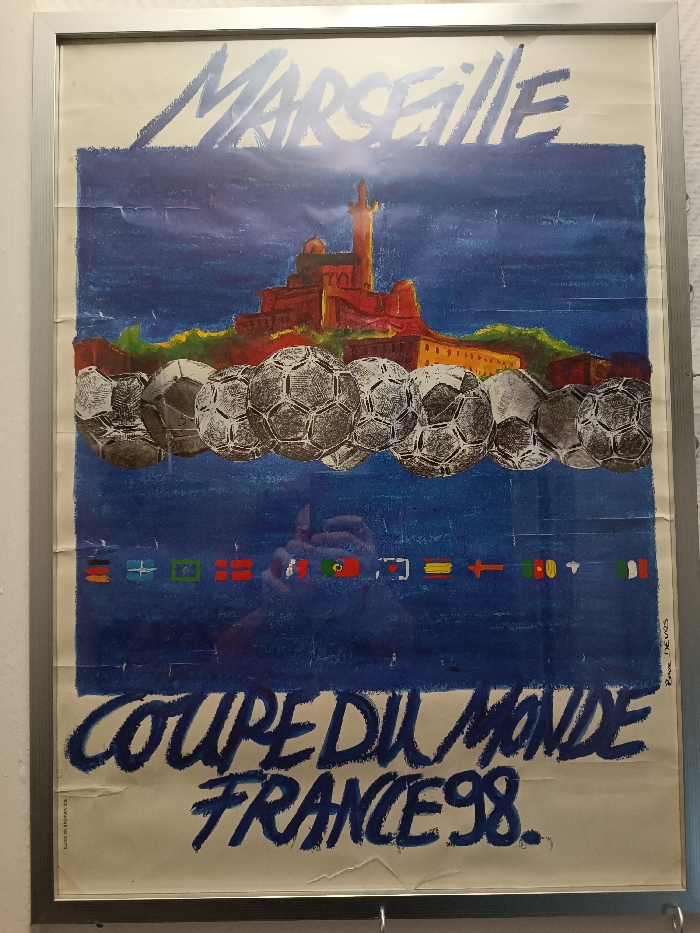 MARSEILLE
COUPE DU MONDE
FRANCE 98.